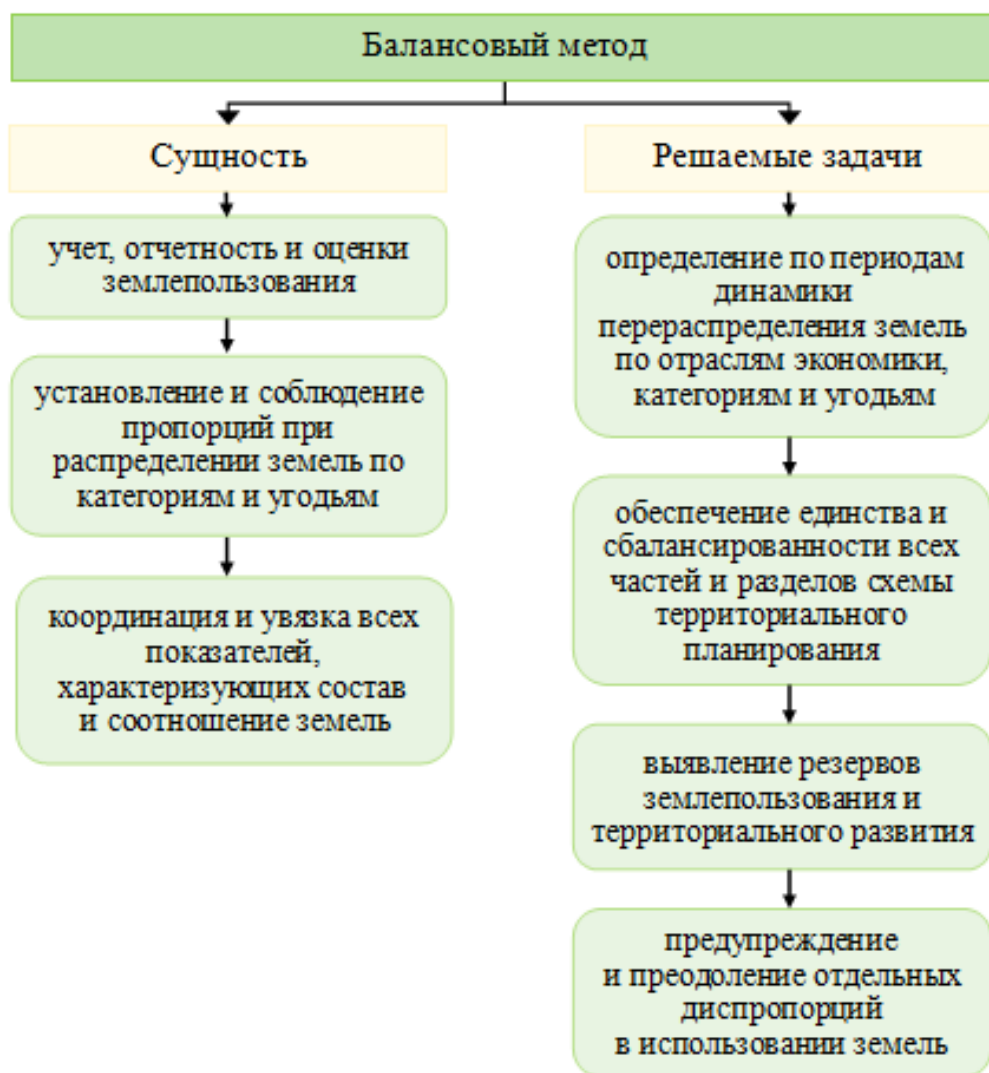 Балансовый метод
Сущность
учет, отчетность и оценки
землепользования
установление и соблюдение
пропорций при
распределении земель по
категориям и угодьям
координация и увязка всех
показателей,
характеризующих состав
и соотношение земель
Решаемые задачи
определение по периодам
динамики
перераспределения земель
по отраслям экономики,
категориям и угодьям
обеспечение единства и
сбалансированности всех
частей и разделов схемы
территориального
планирования
выявление резервов
землепользования и
территориального развития
предупреждение
и преодоление отдельных
диспропорций
в использовании земель